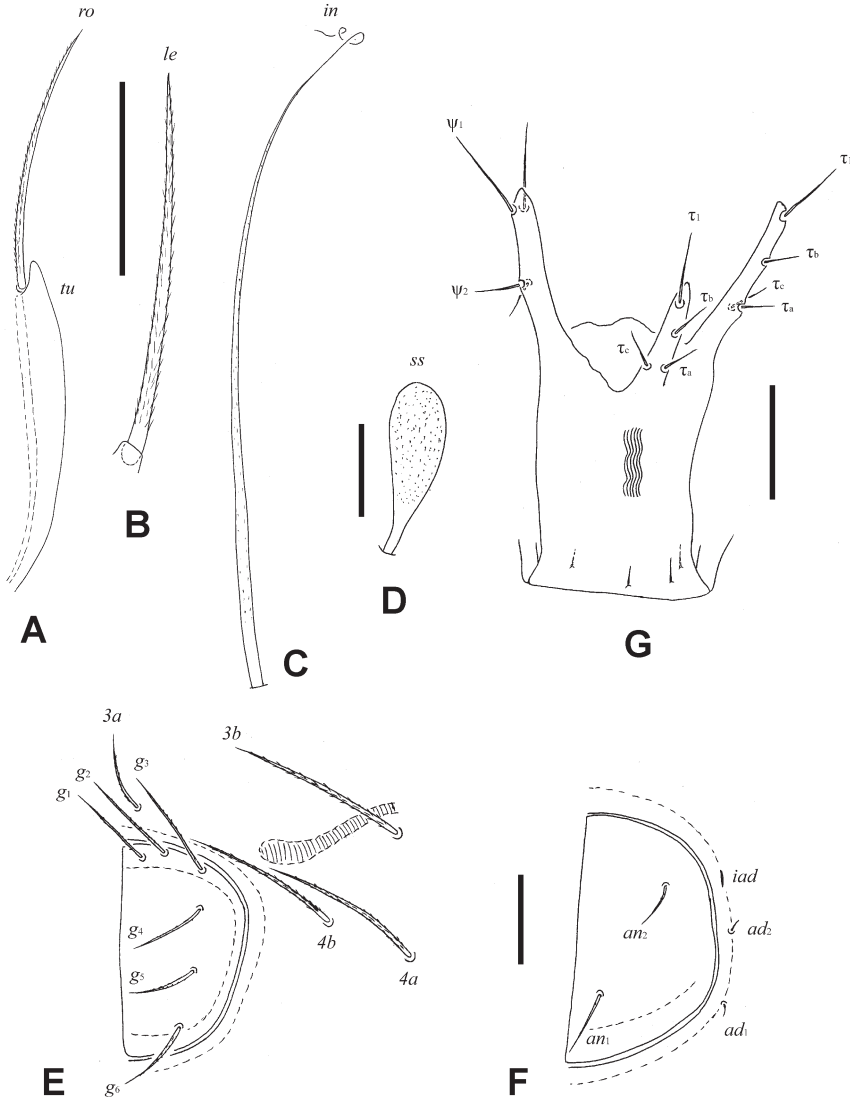 ro
in
le
ψ1
τ1
τ1
τb
ψ2
τc
τa
tu
τb
τc
τa
ss
B
D
A
C
G
3a
3b
g3
g2
g1
iad
g4
4b
an2
ad2
g5
4a
an1
ad1
E
g6
F